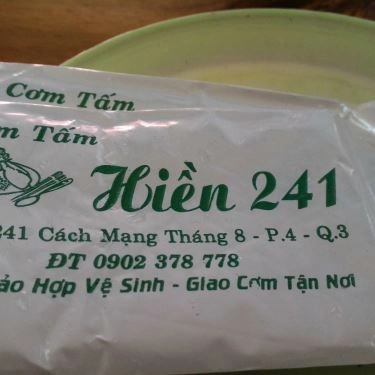 Cơm Tấm
m Tấm
Hiền 241
241 Cách Mạng Tháng 8 - P.4 - Q.3
ĐT 0902 378 778
ảo Hợp Vệ Sinh - Giao Cơm Tận Nơi